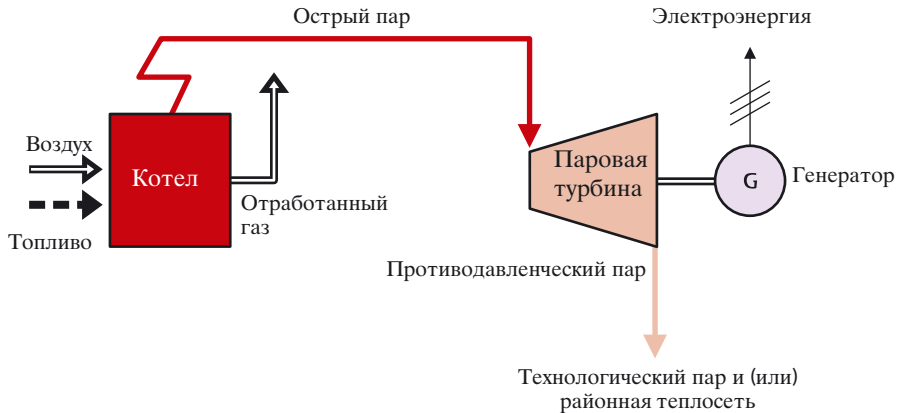 Острый пар
Электроэнергия
Воздух
Котел
Топливо
Отработанный
газ
Паровая
турбина
G
Генератор
Противодавленческий пар
Технологический пар и (или)
районная теплосеть